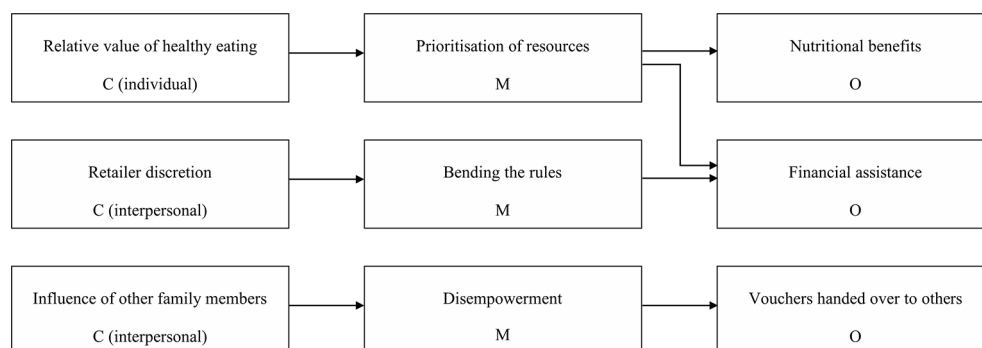 Relative value of healthy eating
C (individual)
Prioritisation of resources
M
Nutritional benefits
O
Retailer discretion
C (interpersonal)
Bending the rules
M
Financial assistance
O
Influence of other family members
C (interpersonal)
Disempowerment
M
Vouchers handed over to others
O